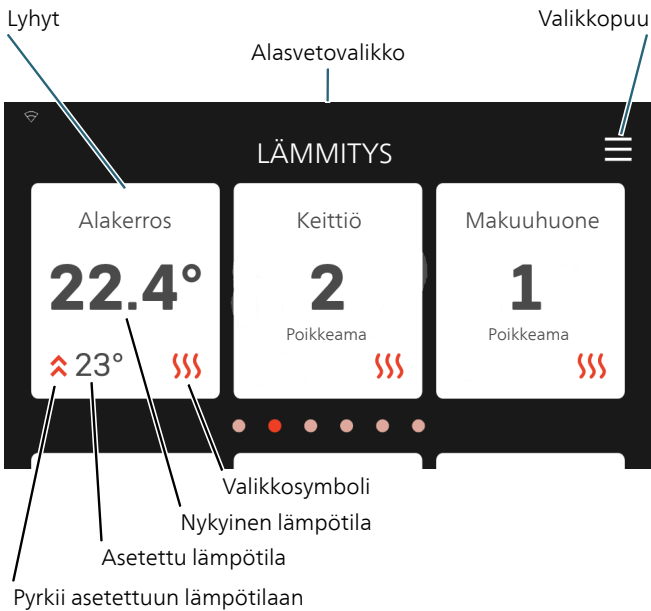 Lyhyt
Valikkopuu
Alasvetovalikko
LÄMMITYS
Alakerros
Keittiö
Makuuhuone
22.4°
2
1
Poikkeama
Poikkeama
23°
Valikkosymboli
Nykyinen lämpötila
Asetettu lämpötila
Pyrkii asetettuun lämpötilaan